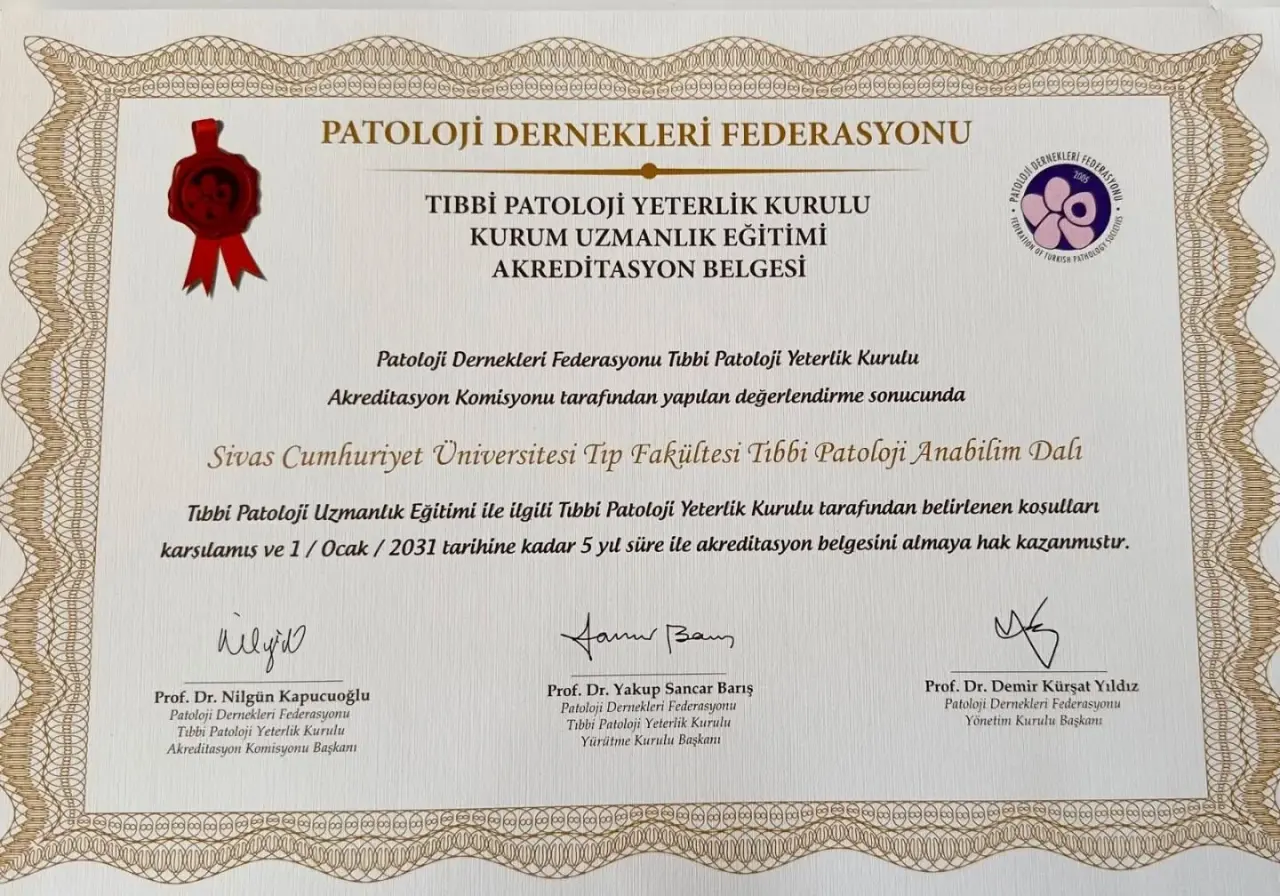 PATOLOJİ DERNEKLERİ FEDERASYONU
TIBBİ PATOLOJİ YETERLİK KURULU
KURUM UZMANLIK EĞİTİMİ
AKREDİTASYON BELGESİ
PATOLOJİ DERNEKLERİ FEDERASYONU
2005
FEDERATION OF TURKISH PATHOLOGY SOCIETIES
Patoloji Dernekleri Federasyonu Tıbbi Patoloji Yeterlik Kurulu
Akreditasyon Komisyonu tarafından yapılan değerlendirme sonucunda
Sivas Cumhuriyet Üniversitesi Tıp Fakültesi Tıbbi Patoloji Anabilim Dalı
Tıbbi Patoloji Uzmanlık Eğitimi ile ilgili Tıbbi Patoloji Yeterlik Kurulu tarafından belirlenen koşulları
karşılamış ve 1 / Ocak / 2031 tarihine kadar 5 yıl süre ile akreditasyon belgesini almaya hak kazanmıştır.
Prof. Dr. Nilgün Kapucuoğlu
Patoloji Dernekleri Federasyonu
Tıbbi Patoloji Yeterlik Kurulu
Akreditasyon Komisyonu Başkanı
Prof. Dr. Yakup Sancar Barış
Patoloji Dernekleri Federasyonu
Tıbbi Patoloji Yeterlik Kurulu
Yürütme Kurulu Başkanı
Prof. Dr. Demir Kürşat Yıldız
Patoloji Dernekleri Federasyonu
Yönetim Kurulu Başkanı